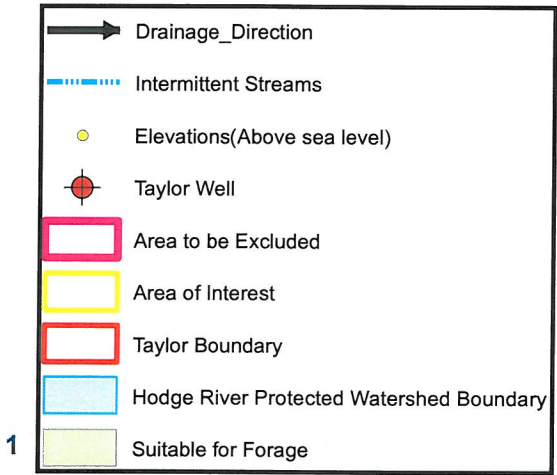 Drainage_Direction
Intermittent Streams
Elevations(Above sea level)
Taylor Well
Area to be Excluded
Area of Interest
Taylor Boundary
Hodge River Protected Watershed Boundary
1 Suitable for Forage